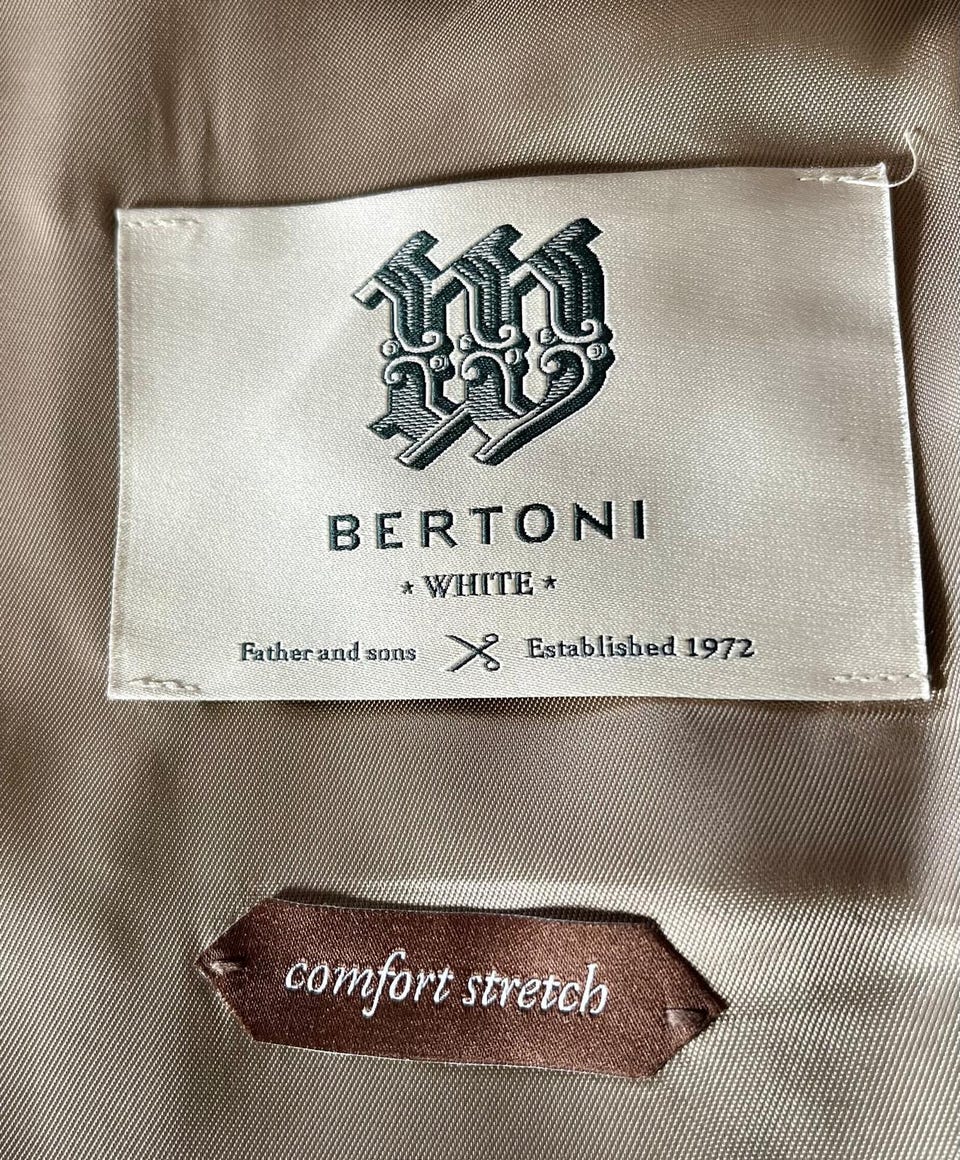 W
BERTONI
* WHITE *
Father and sons Established 1972
comfort stretch